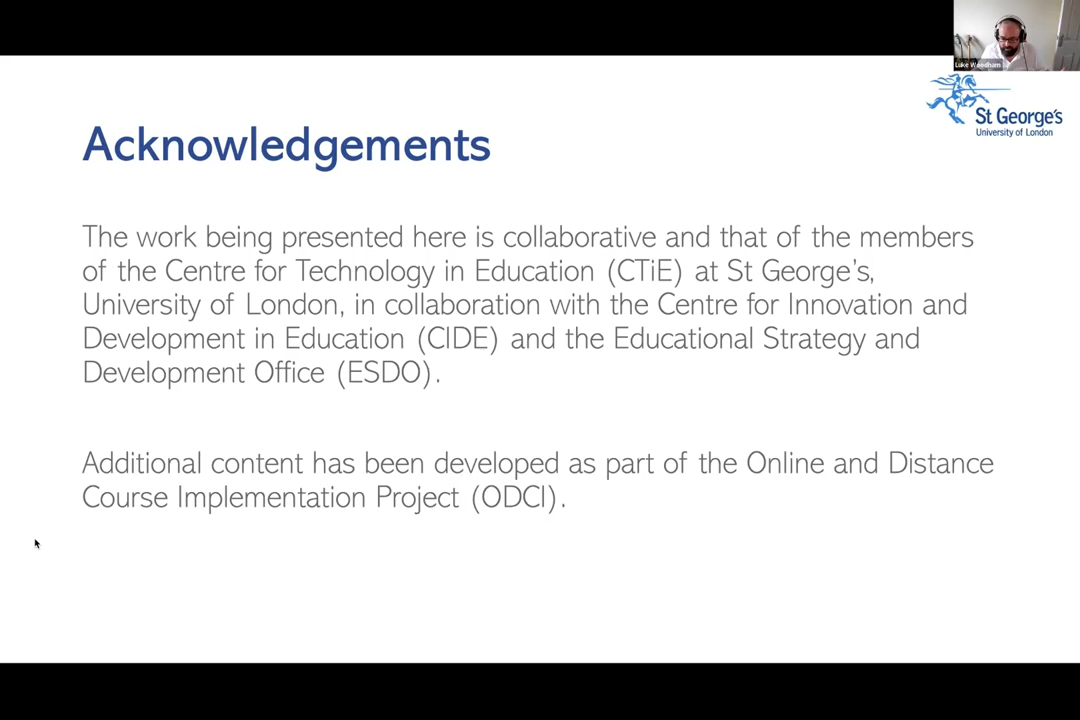 Luke Woodham
St George's
University of London
Acknowledgements
The work being presented here is collaborative and that of the members
of the Centre for Technology in Education (CTiE) at St George's,
University of London, in collaboration with the Centre for Innovation and
Development in Education (CIDE) and the Educational Strategy and
Development Office (ESDO).
Additional content has been developed as part of the Online and Distance
Course Implementation Project (ODCI).